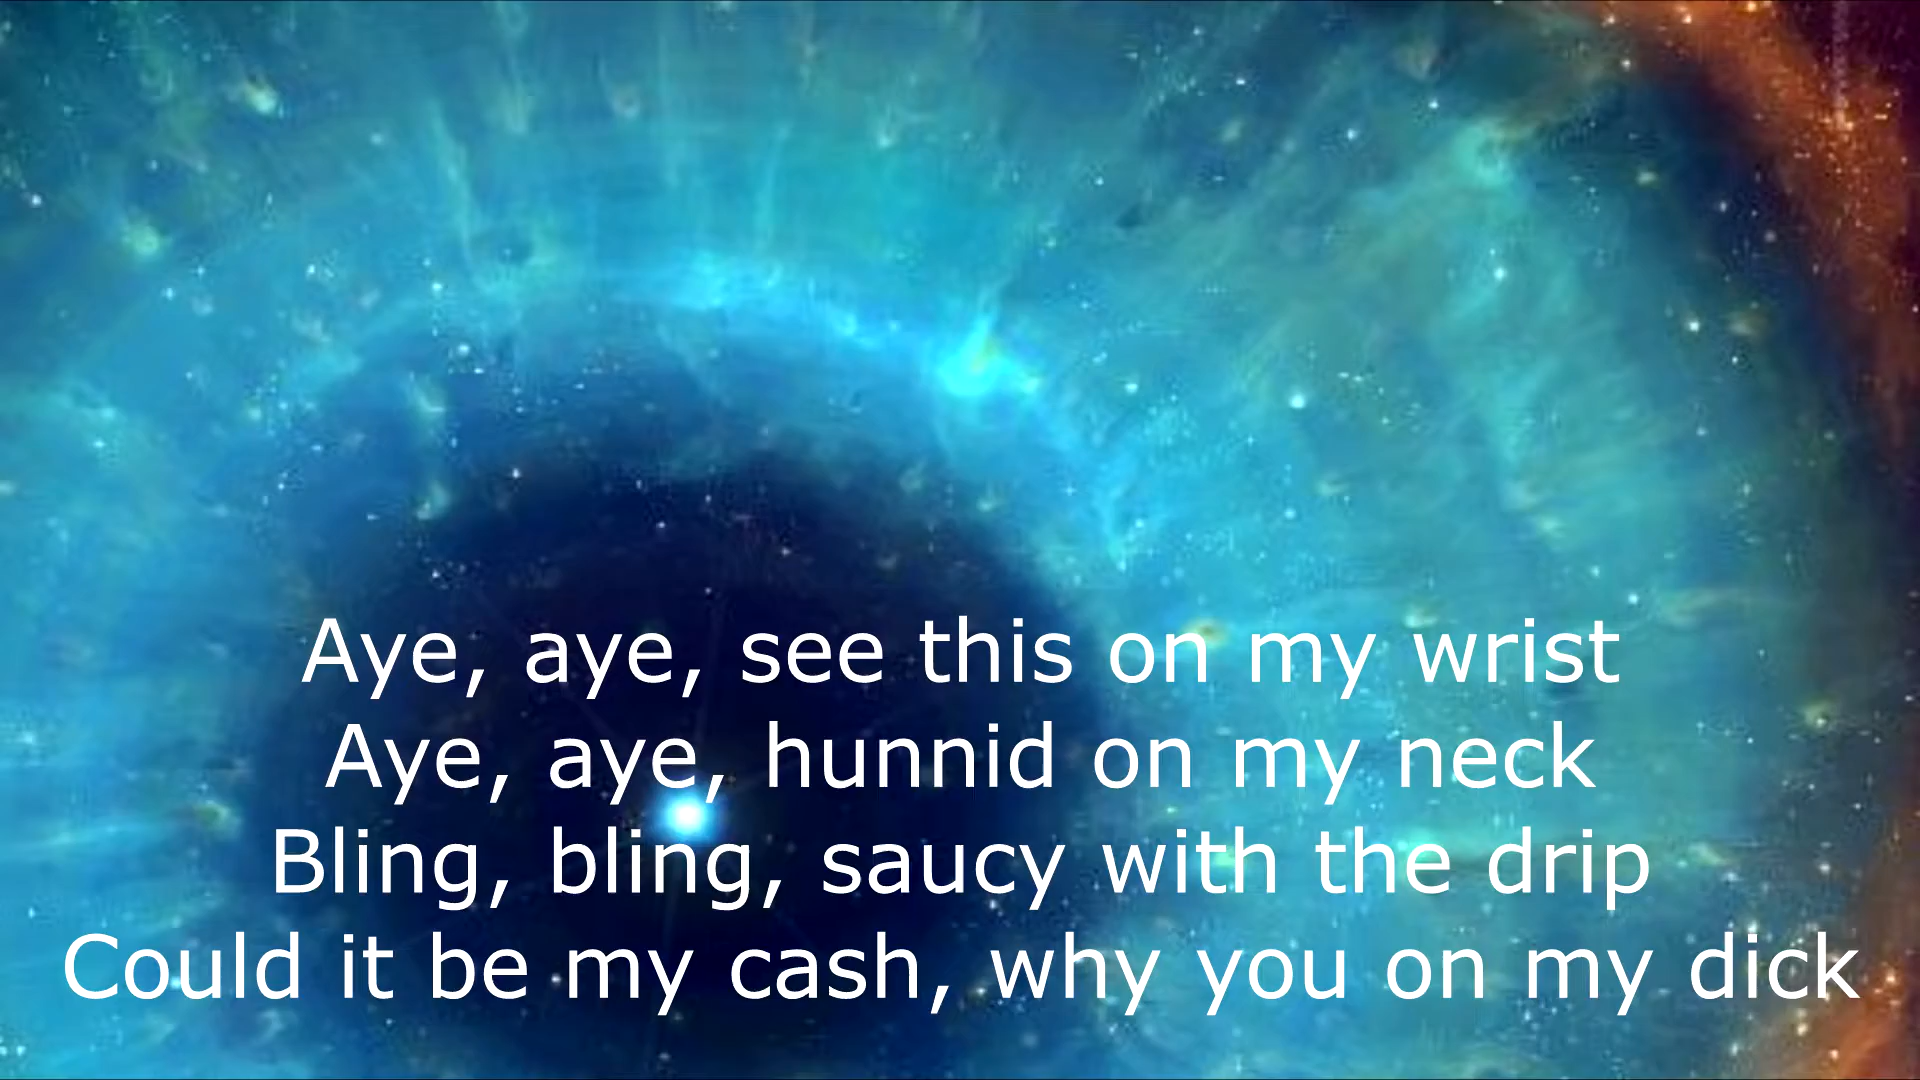 Aye, aye, see this on my wrist
Aye, aye, hunnid on my neck
Bling, bling, saucy with the drip
Could it be my cash, why you on my dick